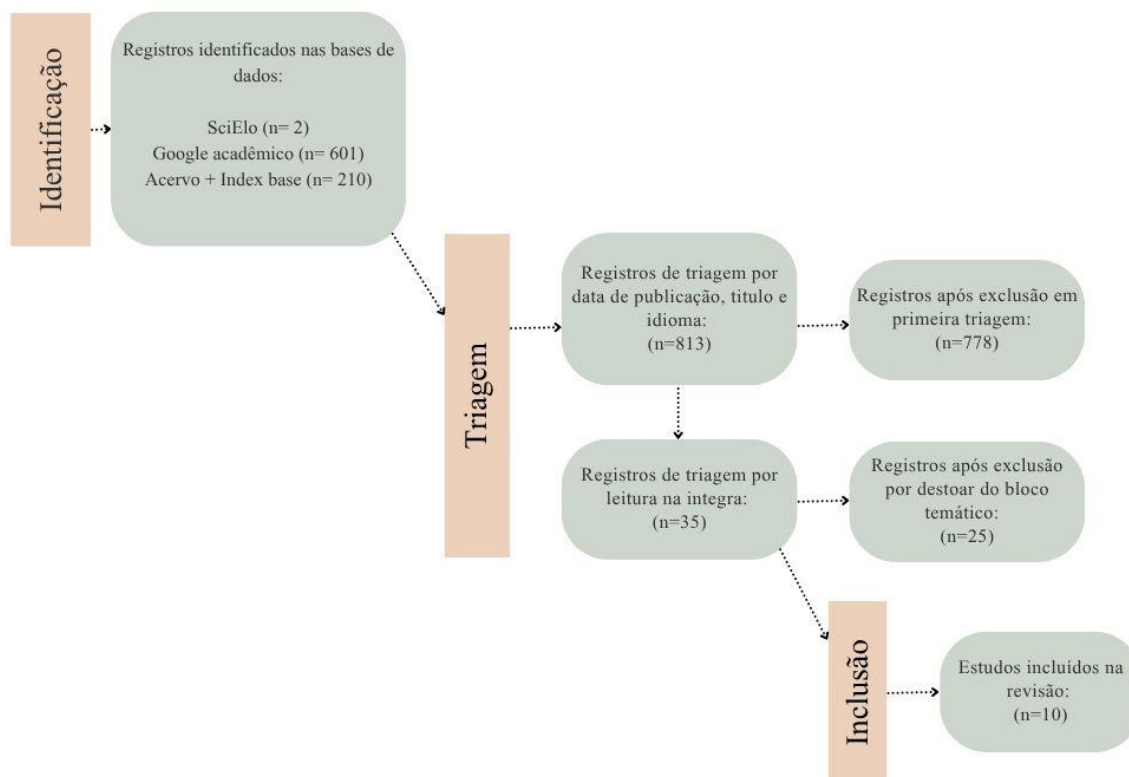 Identificação
Registros identificados nas bases de
dados:
SciElo (n= 2)
Google acadêmico (n= 601)
Acervo + Index base (n= 210)
Triagem
Registros de triagem por
data de publicação, titulo e
idioma:
(n=813)
Registros após exclusão em
primeira triagem:
(n=778)
Registros de triagem por
leitura na integra:
(n=35)
Registros após exclusão
por destoar do bloco
temático:
(n=25)
Inclusão
Estudos incluídos na
revisão:
(n=10)